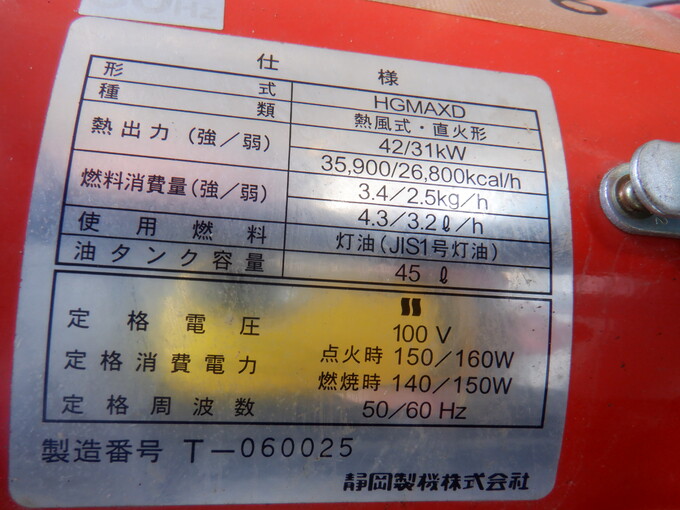 60Hz
仕様
形式 HGMAXD
種類 熱風式・直火形
熱出力(強/弱) 42/31kW
35,900/26,800kcal/h
燃料消費量(強/弱) 3.4/2.5kg/h
4.3/3.2ℓ/h
使用燃料 灯油(JIS1号灯油)
油タンク容量 45 ℓ
定格電圧 100 V
定格消費電力 点火時 150/160W
燃焼時 140/150W
定格周波数 50/60 Hz
製造番号 T-060025
静岡製機株式会社